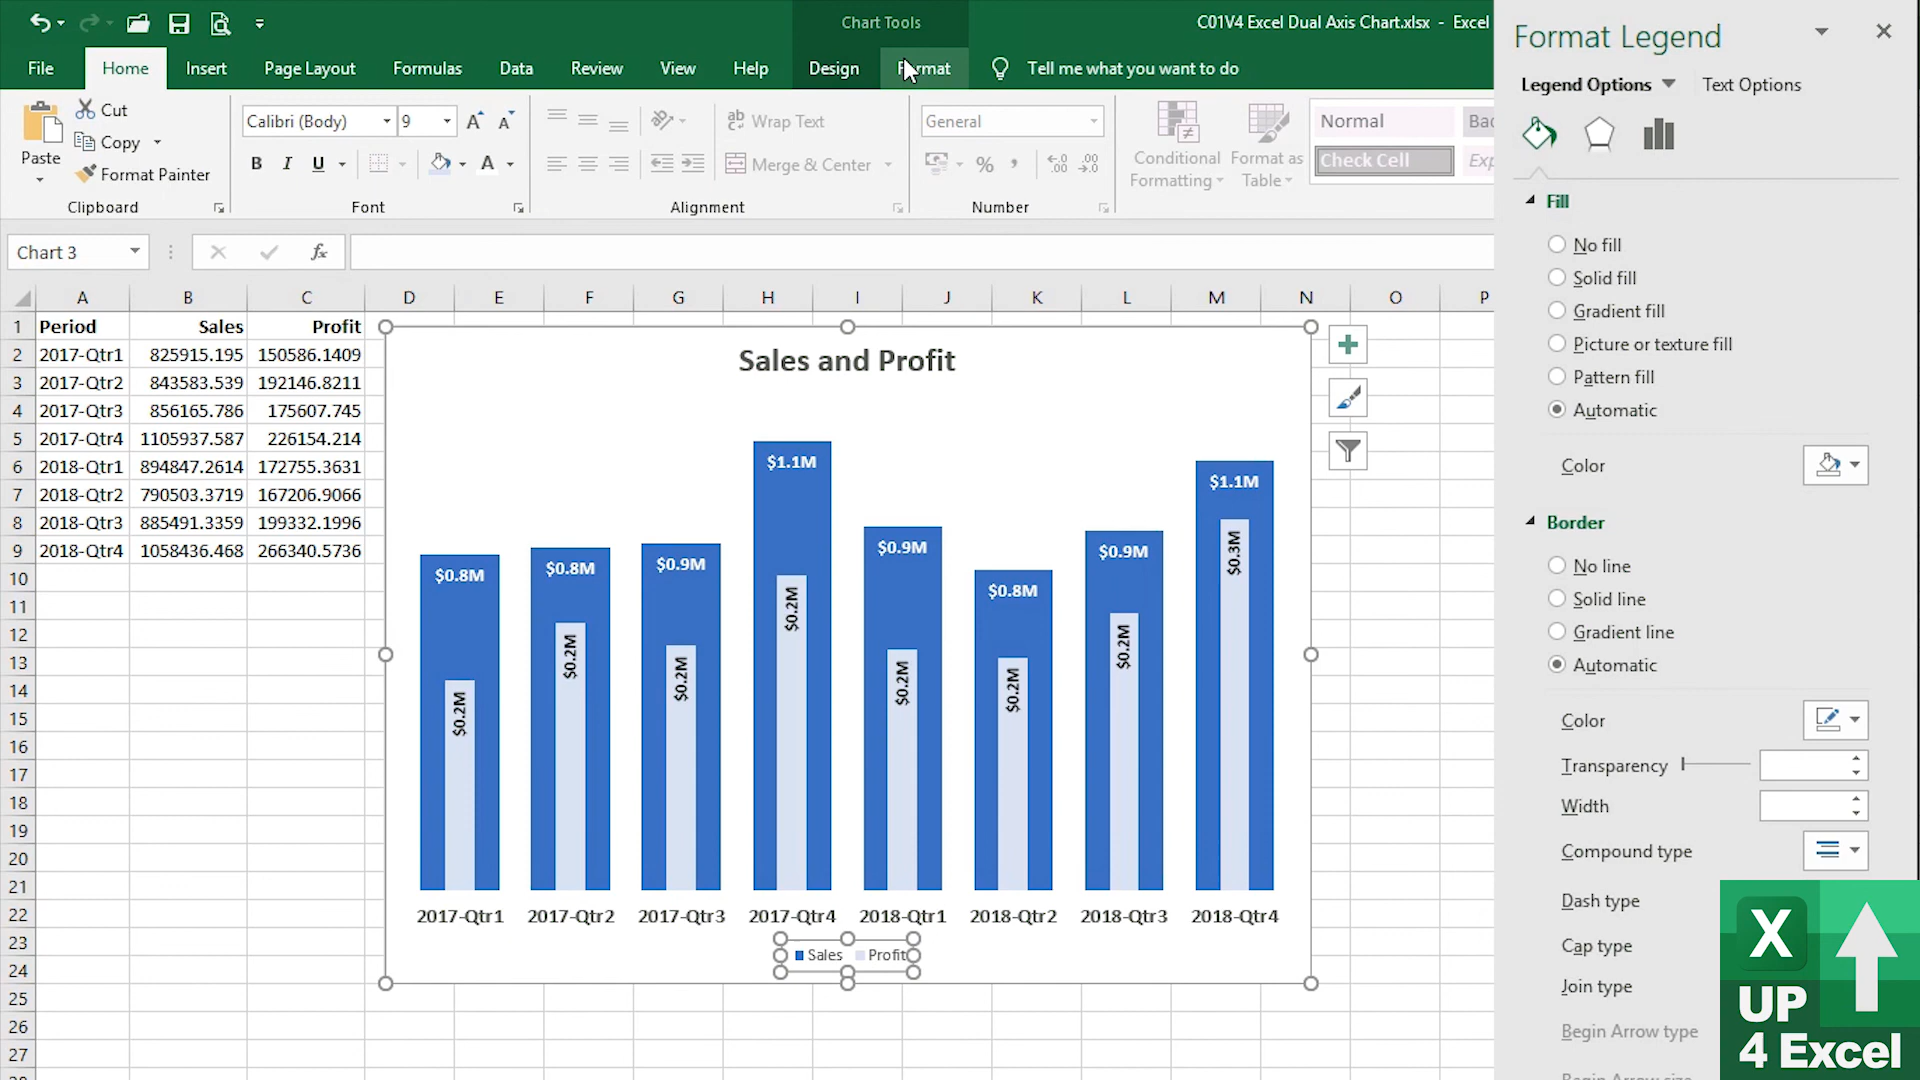 Chart Tools
C01V4 Excel Dual Axis Chart.xlsx - Excel
File Home Insert Page Layout Formulas Data Review View Help Design Format Tell me what you want to do
Cut
Copy
Format Painter
Paste
Clipboard
Calibri (Body) 9
B I U
Font
Wrap Text
Merge & Center
Alignment
General
Number
Conditional Formatting
Format as Table
Normal
Check Cell
Chart 3
fx
A B C D E F G H I J K L M N O P
1 Period Sales Profit
2 2017-Qtr1 825915.195 150586.1409
3 2017-Qtr2 843583.539 192146.8211
4 2017-Qtr3 856165.786 175607.745
5 2017-Qtr4 1105937.587 226154.214
6 2018-Qtr1 894847.2614 172755.3631
7 2018-Qtr2 790503.3719 167206.9066
8 2018-Qtr3 885491.3359 199332.1996
9 2018-Qtr4 1058436.468 266340.5736
10
11
12
13
14
15
16
17
18
19
20
21
22
23
24
25
26
27
Sales and Profit
$0.8M $0.8M $0.9M $1.1M $0.9M $0.8M $0.9M $1.1M
$0.2M $0.2M $0.2M $0.2M $0.2M $0.2M $0.2M $0.3M
2017-Qtr1 2017-Qtr2 2017-Qtr3 2017-Qtr4 2018-Qtr1 2018-Qtr2 2018-Qtr3 2018-Qtr4
Sales Profit
Format Legend
Legend Options Text Options
Fill
No fill
Solid fill
Gradient fill
Picture or texture fill
Pattern fill
Automatic
Color
Border
No line
Solid line
Gradient line
Automatic
Color
Transparency
Width
Compound type
Dash type
Cap type
Join type
Begin Arrow type
X
UP
4 Excel